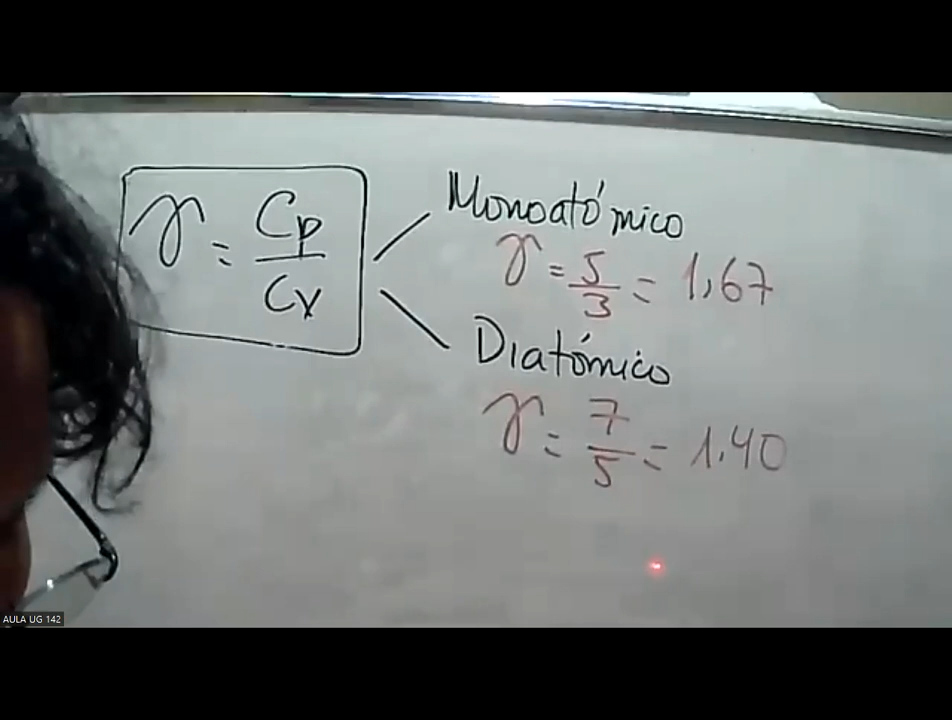 γ = Cp / Cv
Monoatómico
γ = 5/3 = 1,67
Diatómico
γ = 7/5 = 1.40
AULA UG 142